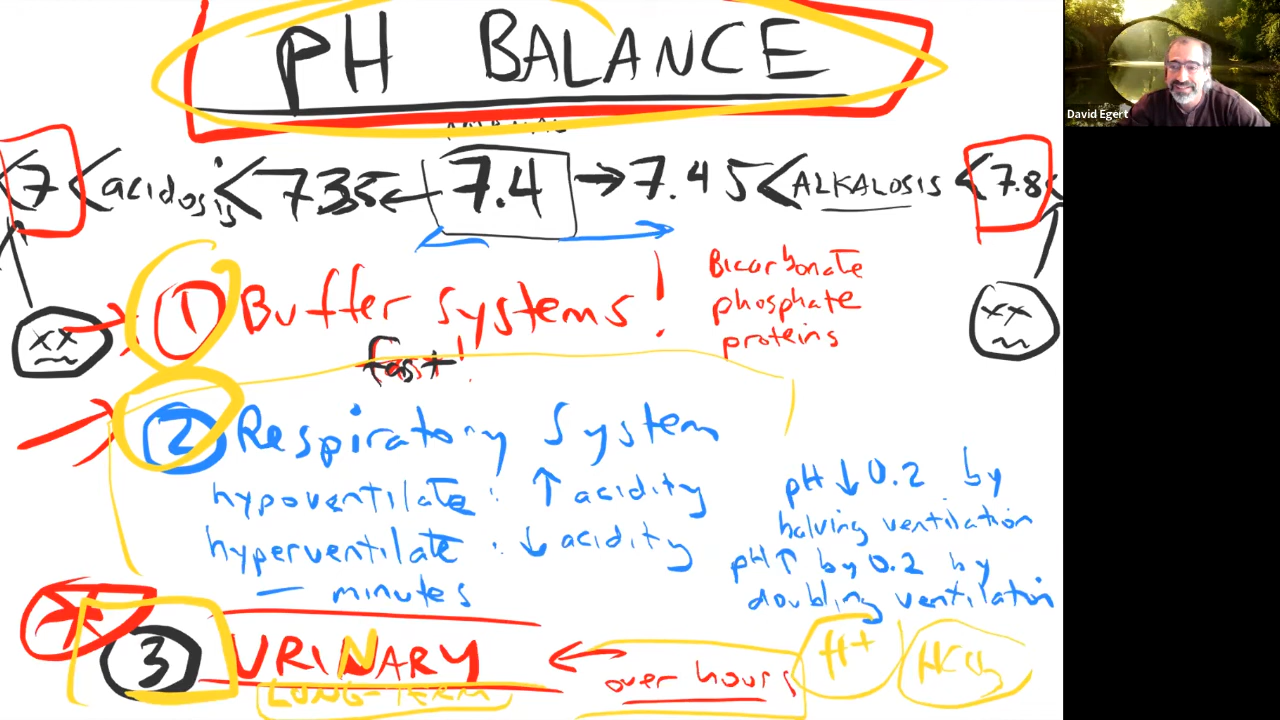 PH BALANCE
David Egert
<7< acidosis < 7.35 ← 7.4 → 7.45 < ALKALOSIS < 7.8 <
1 Buffer systems!
Bicarbonate
phosphate
proteins
fast!
2 Respiratory System
hypoventilate : ↑ acidity
hyperventilate : ↓ acidity
— minutes
pH ↓ 0.2 by
halving ventilation
pH ↑ by 0.2 by
doubling ventilation
3 URINARY
LONG-TERM
← over hours
H+
HCO3